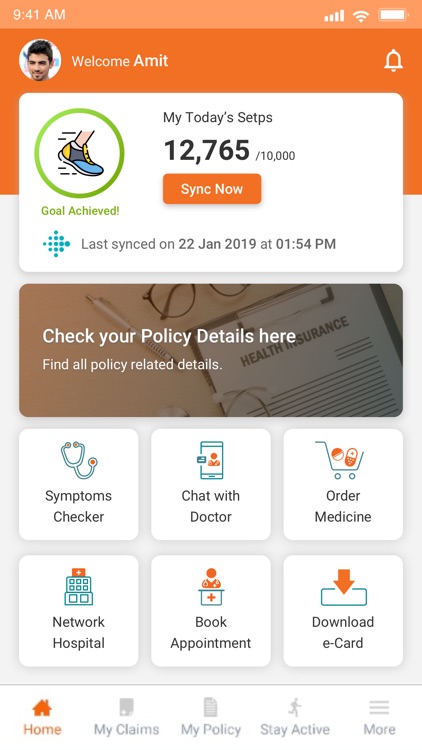 9:41 AM
Welcome Amit
My Today's Setps
12,765 /10,000
Sync Now
Goal Achieved!
Last synced on 22 Jan 2019 at 01:54 PM
HEALTH INSURANCE
Check your Policy Details here
Find all policy related details.
Symptoms
Checker
Chat with
Doctor
Order
Medicine
Network
Hospital
Book
Appointment
Download
e-Card
Home
My Claims
My Policy
Stay Active
More